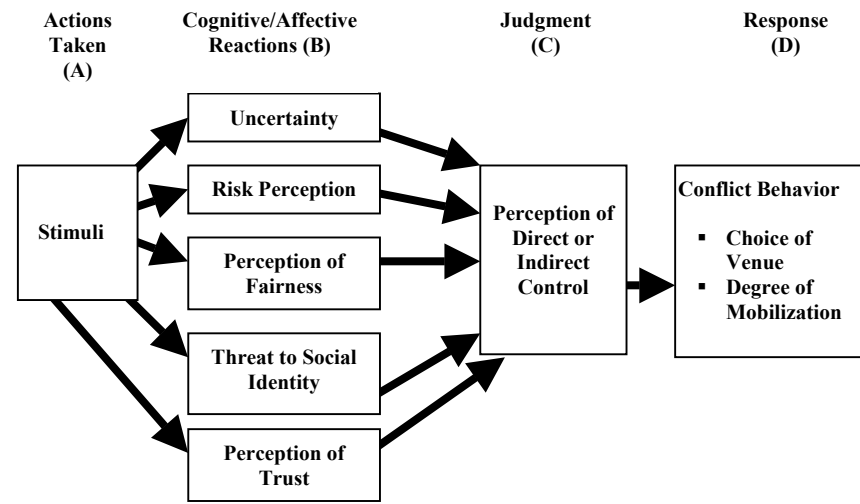 Actions
Taken
(A)
Cognitive/Affective
Reactions (B)
Judgment
(C)
Response
(D)
Stimuli
Uncertainty
Risk Perception
Perception of
Fairness
Threat to Social
Identity
Perception of
Trust
Perception of
Direct or
Indirect
Control
Conflict Behavior
▪ Choice of
Venue
▪ Degree of
Mobilization